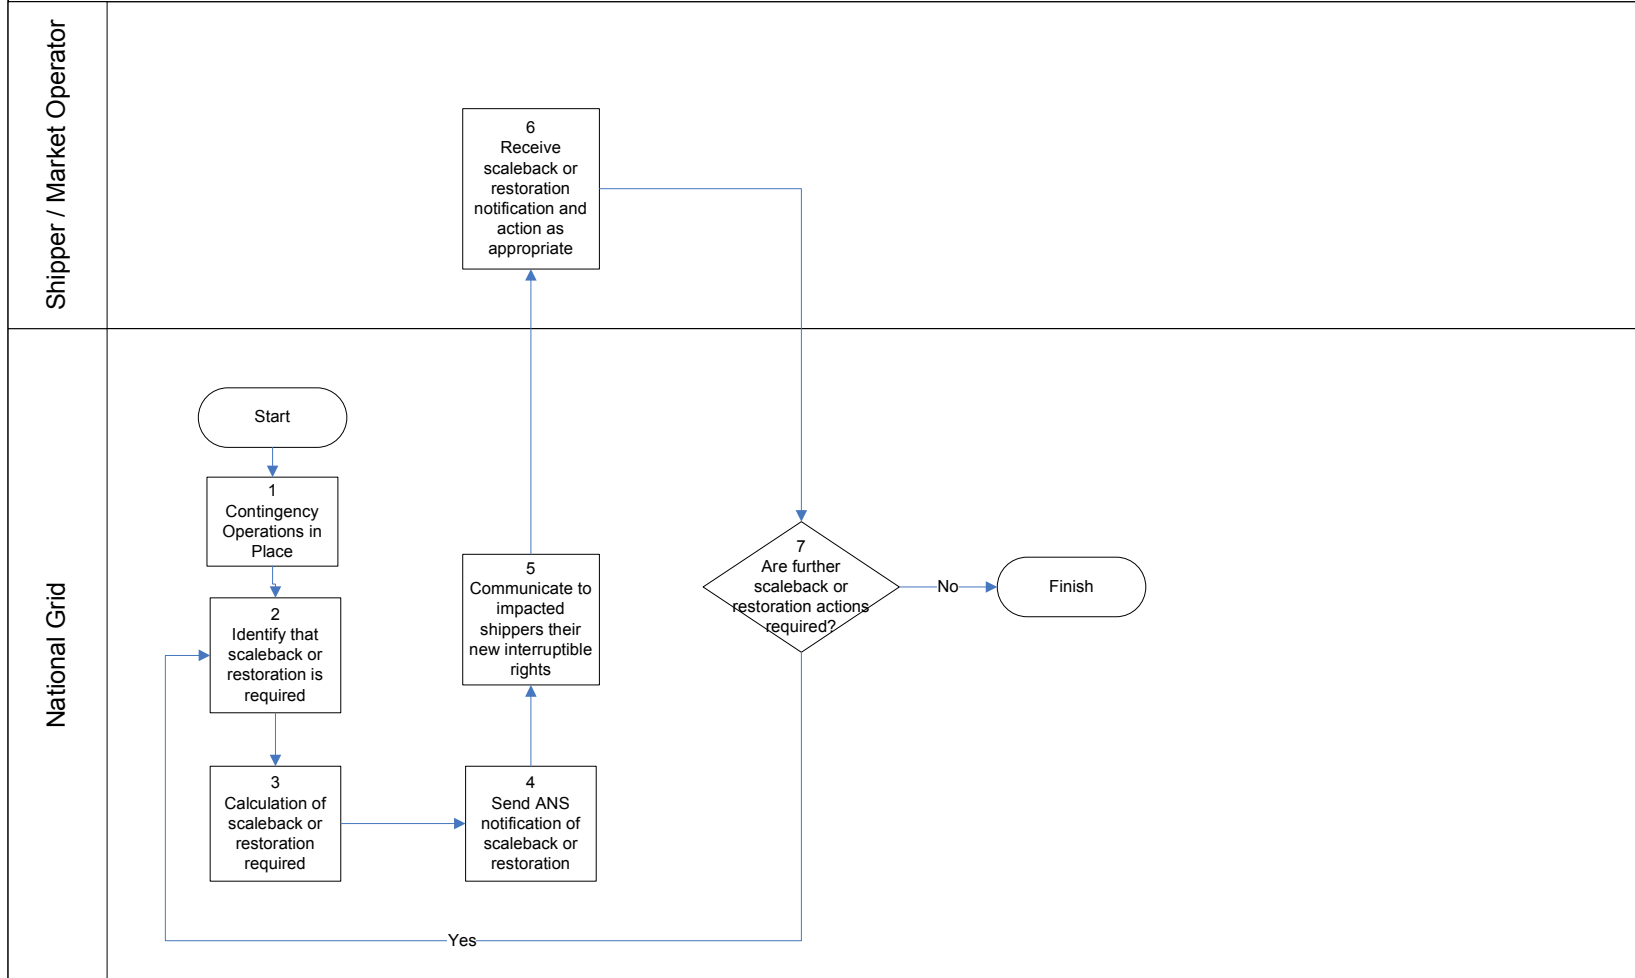 Shipper / Market Operator
6
Receive
scaleback or
restoration
notification and
action as
appropriate
National Grid
Start
1
Contingency
Operations in
Place
2
Identify that
scaleback or
restoration is
required
3
Calculation of
scaleback or
restoration
required
4
Send ANS
notification of
scaleback or
restoration
5
Communicate to
impacted
shippers their
new interruptible
rights
7
Are further
scaleback or
restoration actions
required?
No
Finish
Yes